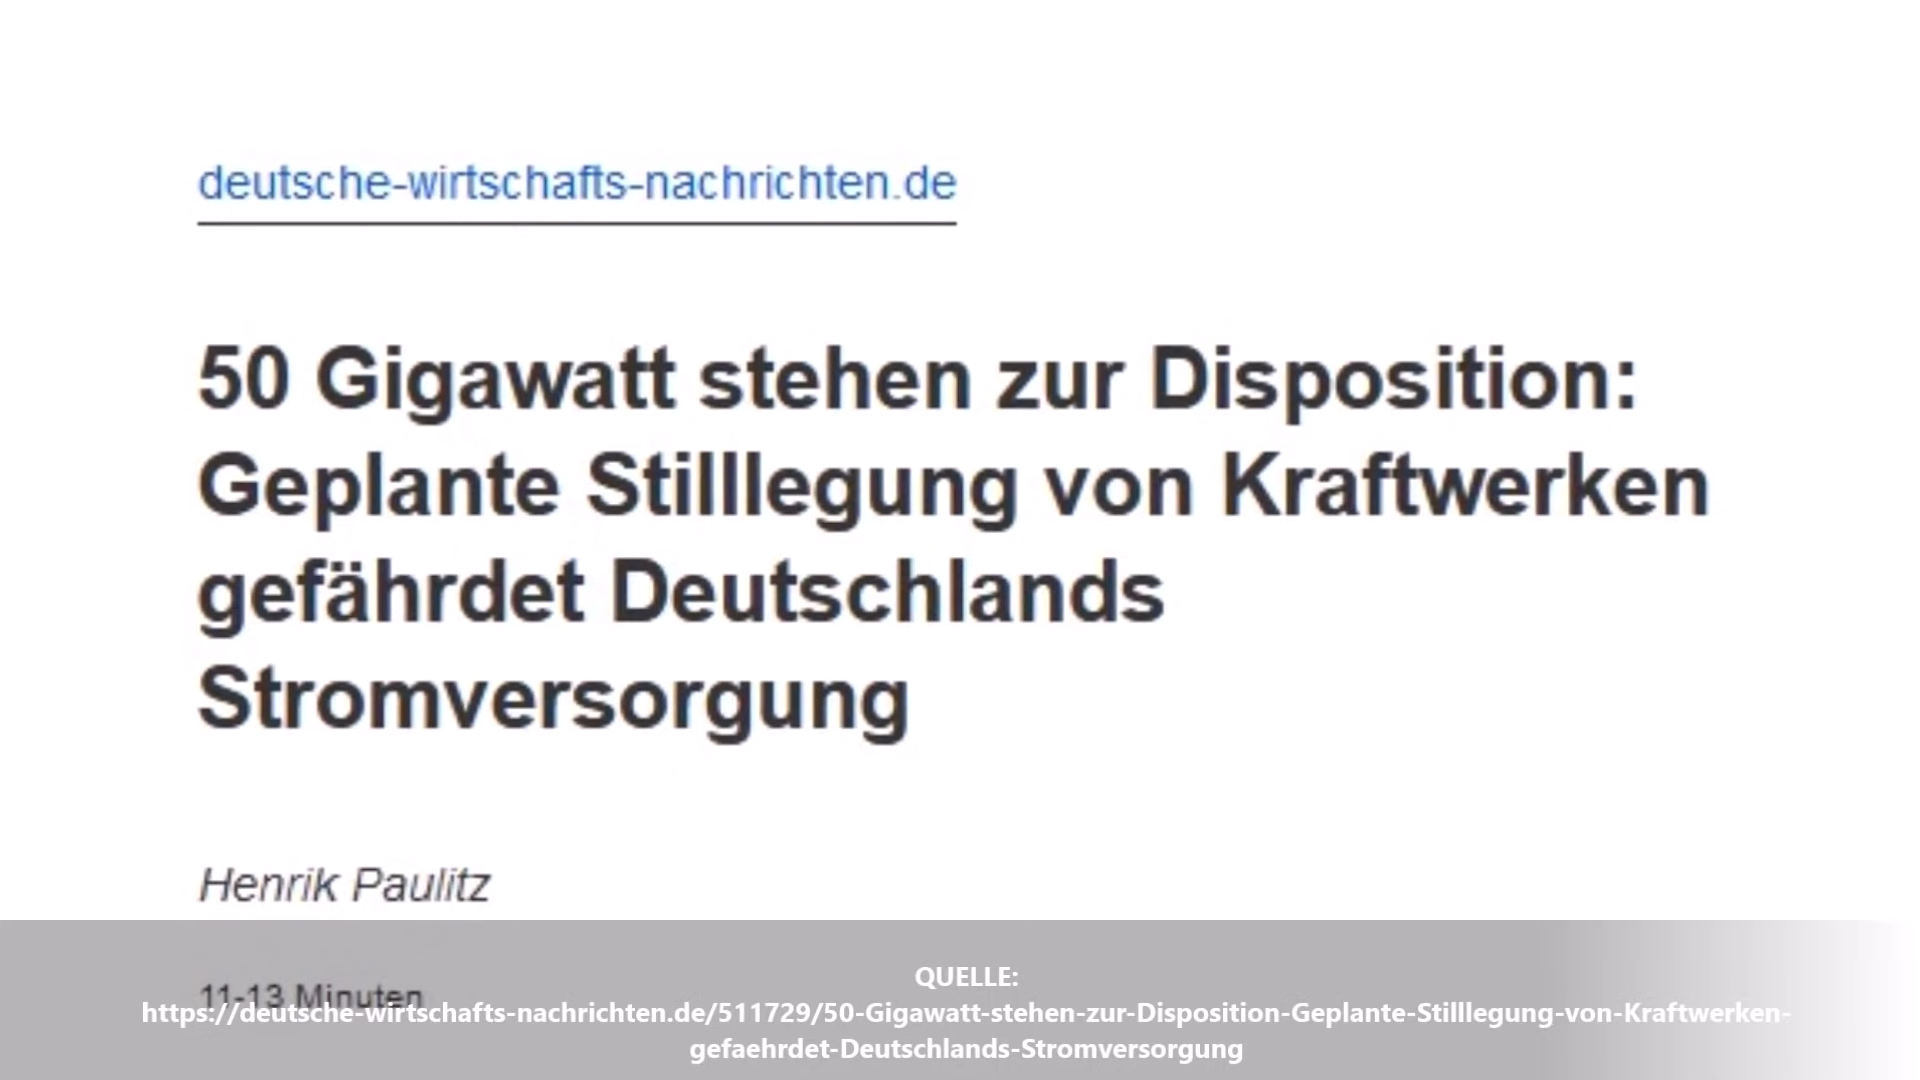 deutsche-wirtschafts-nachrichten.de
50 Gigawatt stehen zur Disposition:
Geplante Stilllegung von Kraftwerken
gefährdet Deutschlands
Stromversorgung
Henrik Paulitz
11-13 Minuten
QUELLE:
https://deutsche-wirtschafts-nachrichten.de/511729/50-Gigawatt-stehen-zur-Disposition-Geplante-Stilllegung-von-Kraftwerken-
gefaehrdet-Deutschlands-Stromversorgung